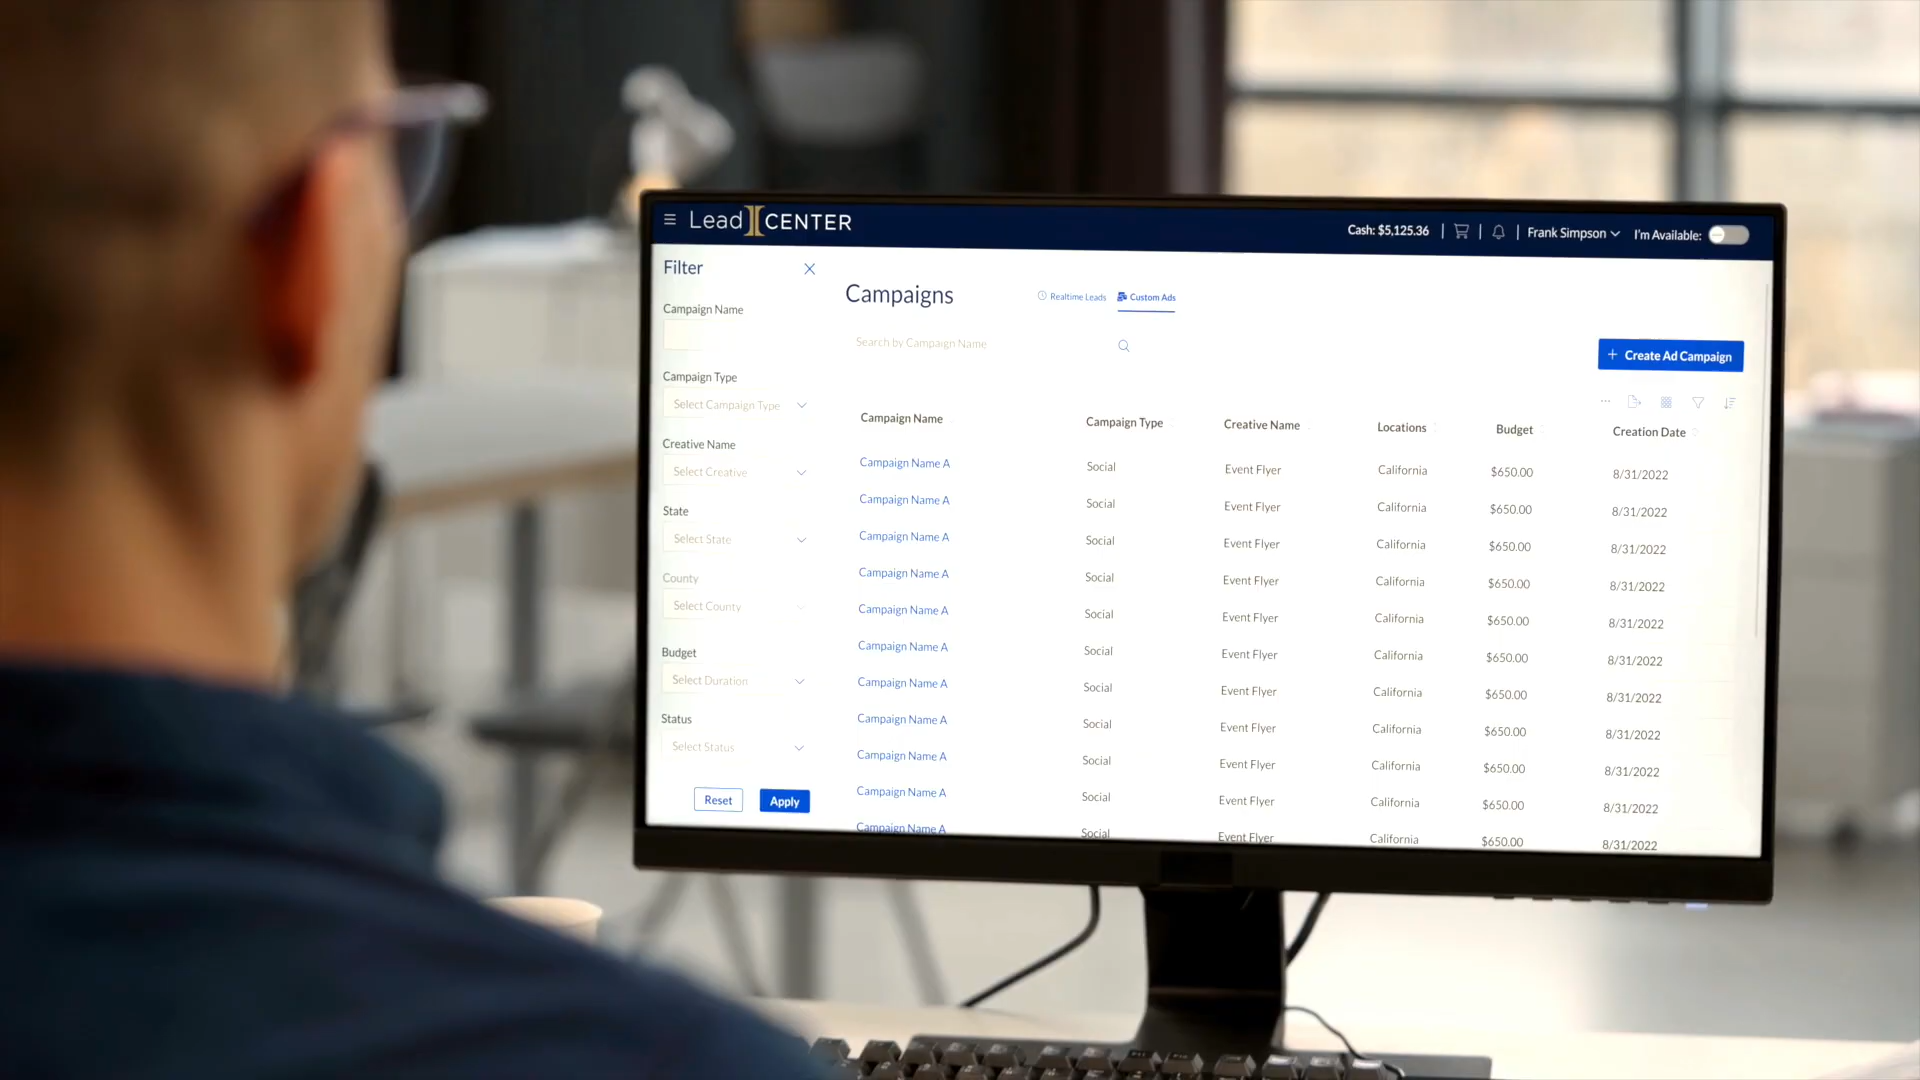 Lead CENTER
Cash: $5,125.36 Frank Simpson I'm Available:
Filter
Campaign Name
Campaign Type
Select Campaign Type
Creative Name
Select Creative
State
Select State
County
Select County
Budget
Select Duration
Status
Select Status
Reset Apply
Campaigns Realtime Leads Custom Ads
Search by Campaign Name
+ Create Ad Campaign
Campaign Name Campaign Type Creative Name Locations Budget Creation Date
Campaign Name A Social Event Flyer California $650.00 8/31/2022
Campaign Name A Social Event Flyer California $650.00 8/31/2022
Campaign Name A Social Event Flyer California $650.00 8/31/2022
Campaign Name A Social Event Flyer California $650.00 8/31/2022
Campaign Name A Social Event Flyer California $650.00 8/31/2022
Campaign Name A Social Event Flyer California $650.00 8/31/2022
Campaign Name A Social Event Flyer California $650.00 8/31/2022
Campaign Name A Social Event Flyer California $650.00 8/31/2022
Campaign Name A Social Event Flyer California $650.00 8/31/2022
Campaign Name A Social Event Flyer California $650.00 8/31/2022
Campaign Name A Social Event Flyer California $650.00 8/31/2022